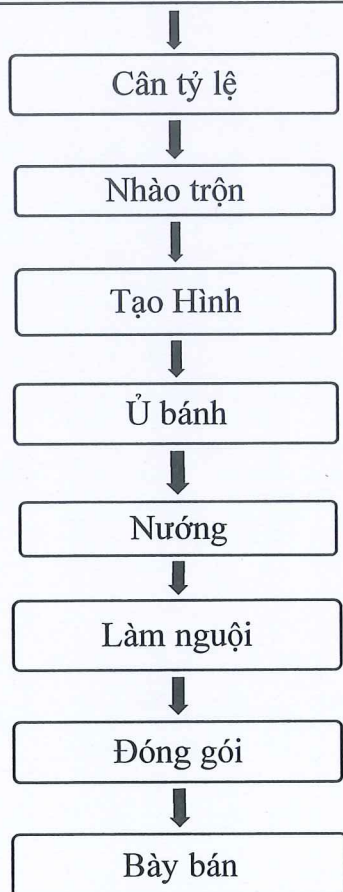 Cân tỷ lệ
Nhào trộn
Tạo Hình
Ủ bánh
Nướng
Làm nguội
Đóng gói
Bày bán